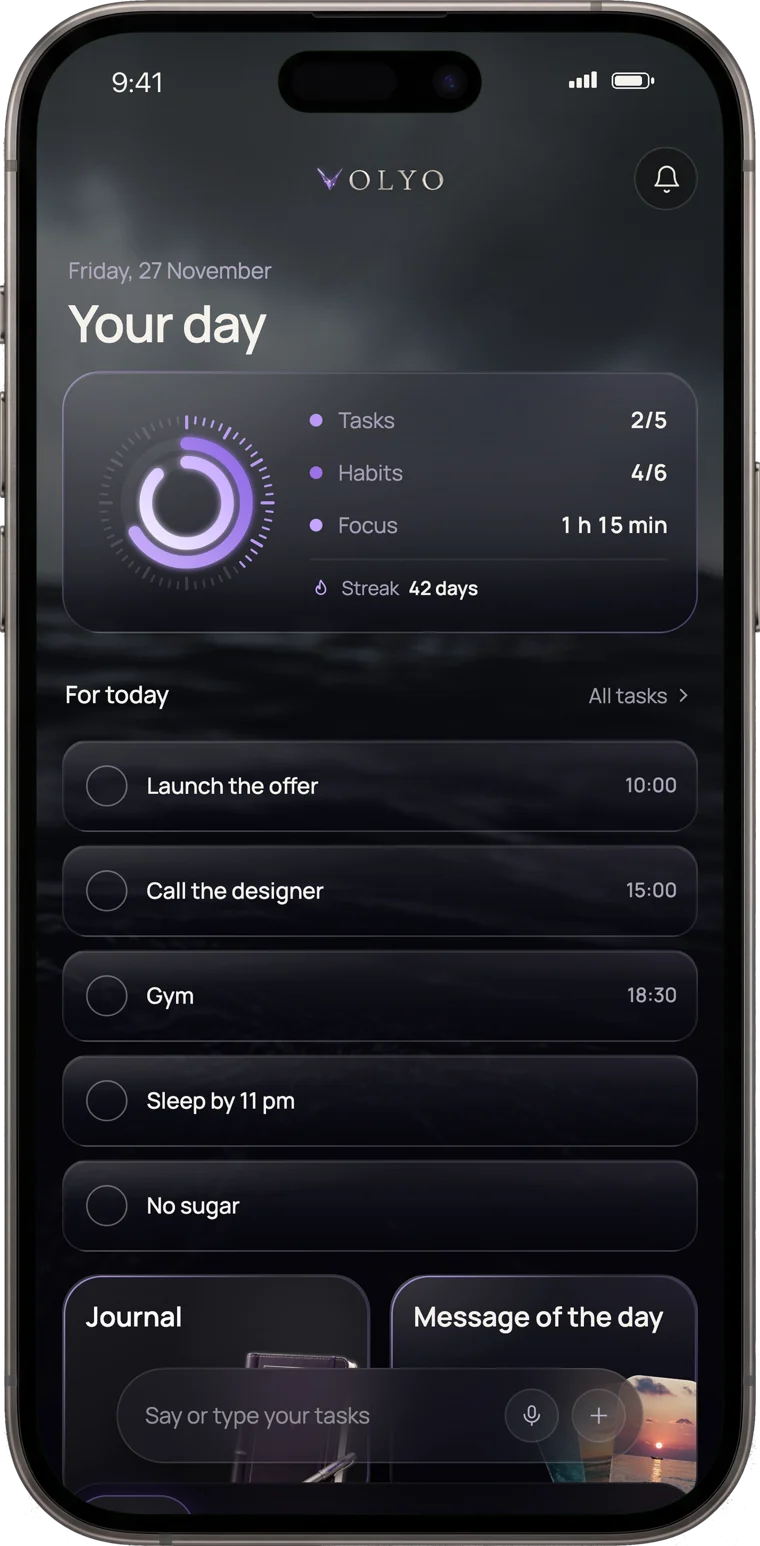 9:41
VOLYO
Friday, 27 November
Your day
Tasks 2/5
Habits 4/6
Focus 1 h 15 min
Streak 42 days
For today All tasks
Launch the offer 10:00
Call the designer 15:00
Gym 18:30
Sleep by 11 pm
No sugar
Journal Message of the day
Say or type your tasks